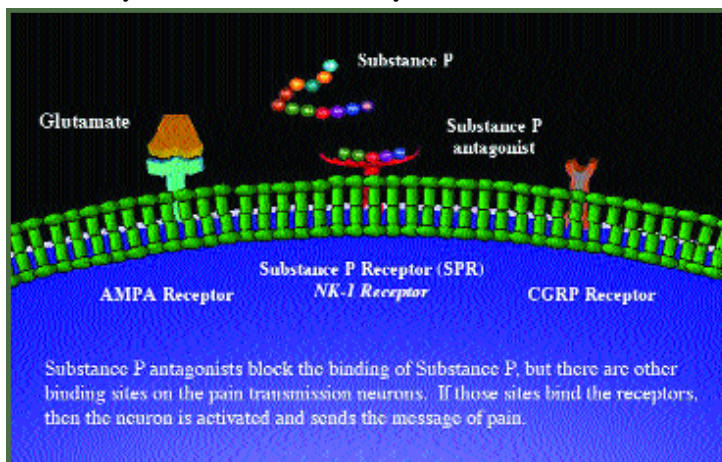 Substance P
Glutamate
Substance P
antagonist
Substance P Receptor (SPR)
AMPA Receptor
NK-1 Receptor
CGRP Receptor
Substance P antagonists block the binding of Substance P, but there are other
binding sites on the pain transmission neurons. If those sites bind the receptors,
then the neuron is activated and sends the message of pain.